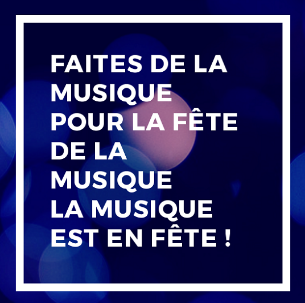 FAITES DE LA
MUSIQUE
POUR LA FÊTE
DE LA
MUSIQUE
LA MUSIQUE
EST EN FÊTE !